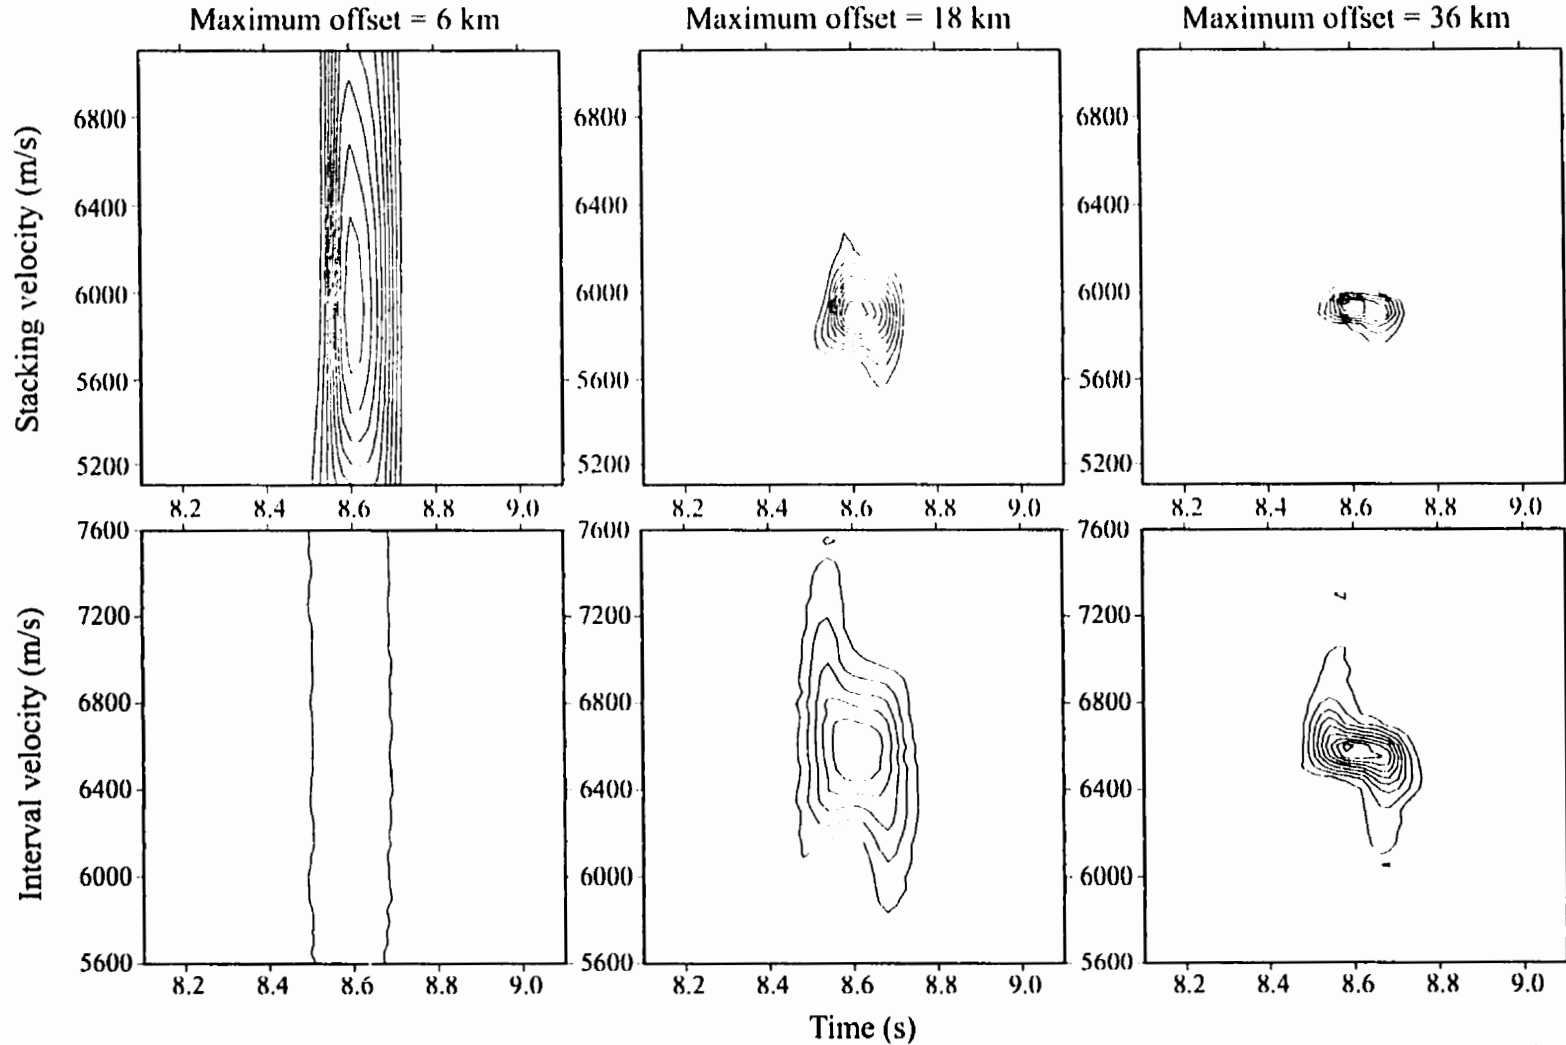 Maximum offset = 6 km
Maximum offset = 18 km
Maximum offset = 36 km
Stacking velocity (m/s)
6800
6400
6000
5600
5200
6800
6400
6000
5600
5200
6800
6400
6000
5600
5200
8.2 8.4 8.6 8.8 9.0
8.2 8.4 8.6 8.8 9.0
8.2 8.4 8.6 8.8 9.0
Interval velocity (m/s)
7600
7200
6800
6400
6000
5600
7600
7200
6800
6400
6000
5600
7600
7200
6800
6400
6000
5600
8.2 8.4 8.6 8.8 9.0
8.2 8.4 8.6 8.8 9.0
8.2 8.4 8.6 8.8 9.0
Time (s)